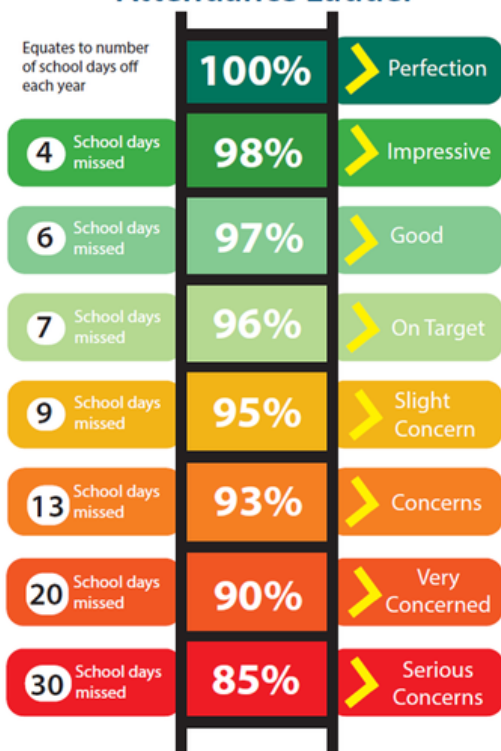 Attendance Ladder
Equates to number
of school days off
each year
100%
Perfection
4
School days
missed
98%
Impressive
6
School days
missed
97%
Good
7
School days
missed
96%
On Target
9
School days
missed
95%
Slight
Concern
13
School days
missed
93%
Concerns
20
School days
missed
90%
Very
Concerned
30
School days
missed
85%
Serious
Concerns